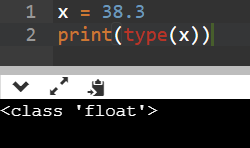 1 x = 38.3
2 print(type(x))
<class 'float'>